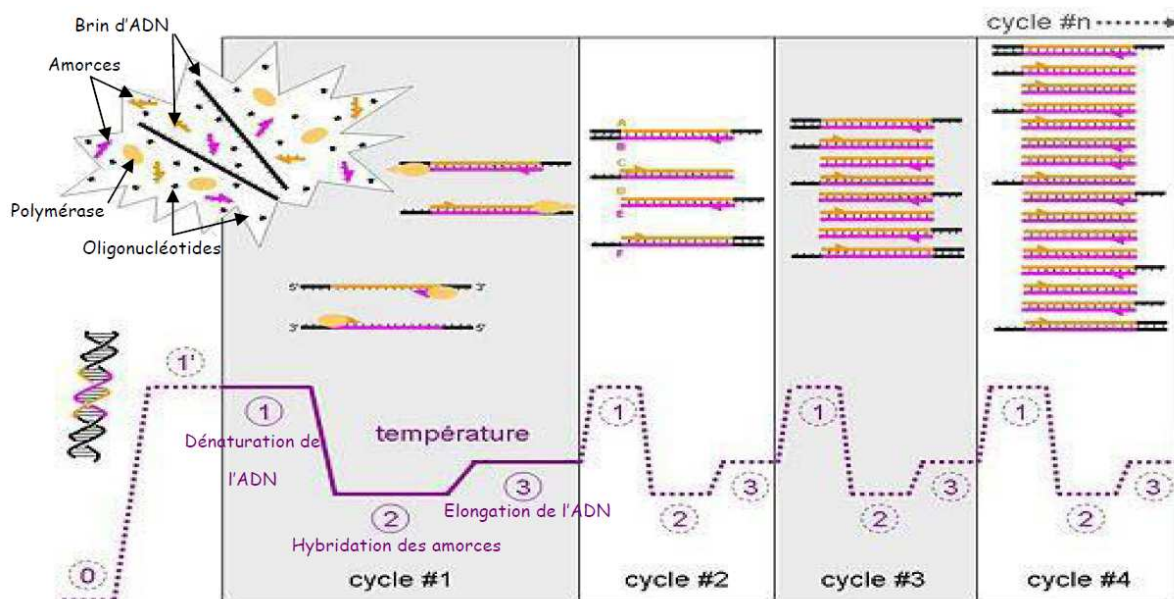 cycle #n
Brin d'ADN
Amorces
Polymérase
Oligonucléotides
A
B
C
D
E
F
5'
3'
3'
5'
1'
1
Dénaturation de
l'ADN
température
2
Hybridation des amorces
3
Elongation de l'ADN
0
1
2
3
1
2
3
1
2
3
cycle #1
cycle #2
cycle #3
cycle #4